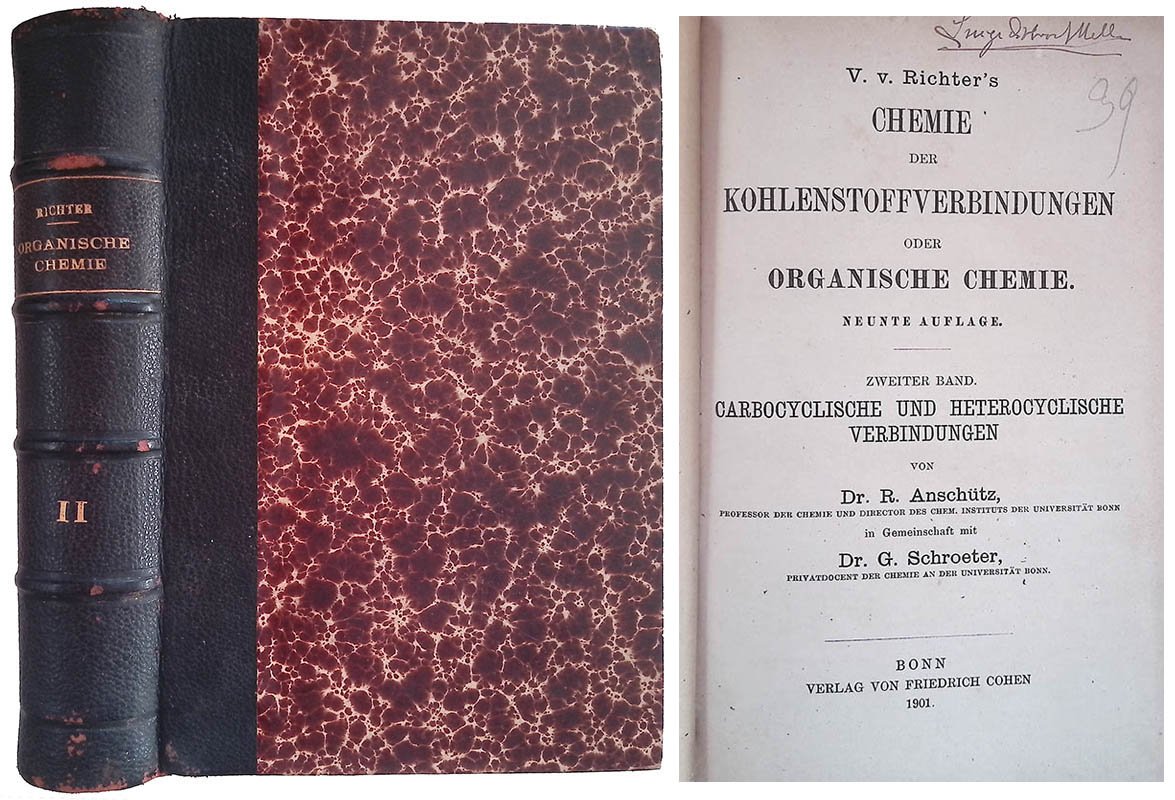 RICHTER
ORGANISCHE
CHEMIE
II
39
V. v. Richter's
CHEMIE
DER
KOHLENSTOFFVERBINDUNGEN
ODER
ORGANISCHE CHEMIE.
NEUNTE AUFLAGE.
ZWEITER BAND.
CARBOCYCLISCHE UND HETEROCYCLISCHE
VERBINDUNGEN
VON
Dr. R. Anschütz,
PROFESSOR DER CHEMIE UND DIRECTOR DES CHEM. INSTITUTS DER UNIVERSITÄT BONN
in Gemeinschaft mit
Dr. G. Schroeter,
PRIVATDOCENT DER CHEMIE AN DER UNIVERSITÄT BONN.
BONN
VERLAG VON FRIEDRICH COHEN
1901.